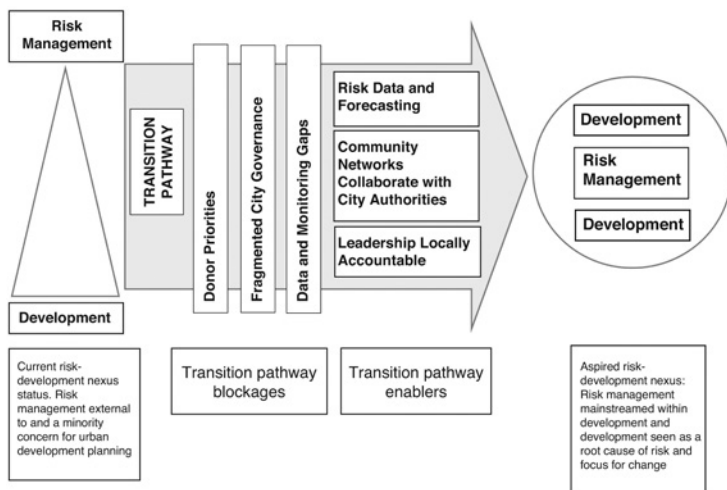 Risk
Management
Development
TRANSITION
PATHWAY
Donor Priorities
Fragmented City Governance
Data and Monitoring Gaps
Risk Data and
Forecasting
Community
Networks
Collaborate with
City Authorities
Leadership Locally
Accountable
Development
Risk
Management
Development
Current risk-
development nexus
status. Risk
management external
to and a minority
concern for urban
development planning
Transition pathway
blockages
Transition pathway
enablers
Aspired risk-
development nexus:
Risk management
mainstreamed within
development and
development seen as a
root cause of risk and
focus for change